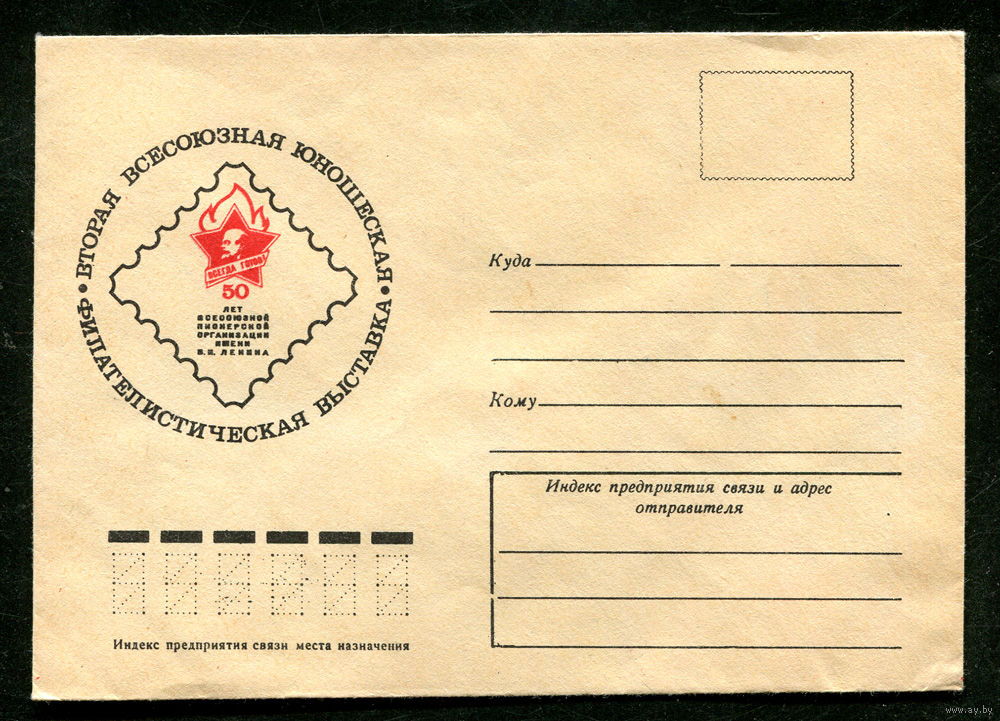 ВТОРАЯ ВСЕСОЮЗНАЯ ЮНОШЕСКАЯ •
ФИЛАТЕЛИСТИЧЕСКАЯ ВЫСТАВКА •
ВСЕГДА ГОТОВ!
50
ЛЕТ
ВСЕСОЮЗНОЙ
ПИОНЕРСКОЙ
ОРГАНИЗАЦИИ
ИМЕНИ
В.И. ЛЕНИНА
Куда
Кому
Индекс предприятия связи и адрес
отправителя
Индекс предприятия связи места назначения
www.ay.by